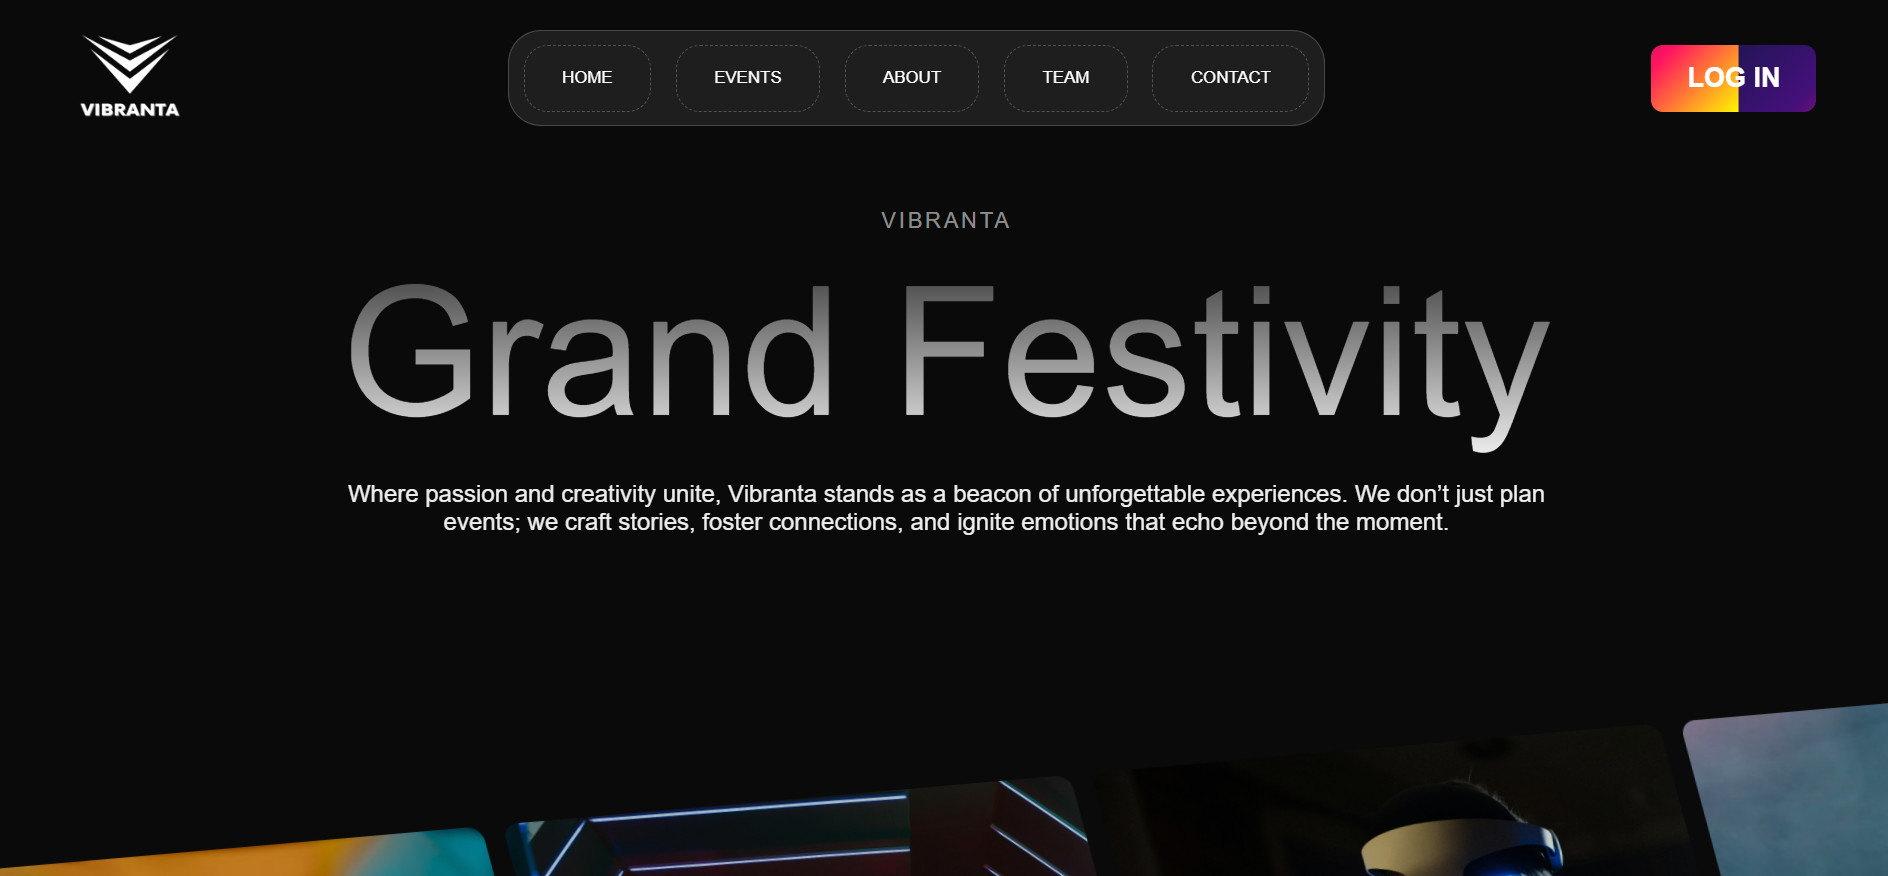 VIBRANTA
HOME
EVENTS
ABOUT
TEAM
CONTACT
LOG IN
VIBRANTA
Grand Festivity
Where passion and creativity unite, Vibranta stands as a beacon of unforgettable experiences. We don’t just plan
events; we craft stories, foster connections, and ignite emotions that echo beyond the moment.